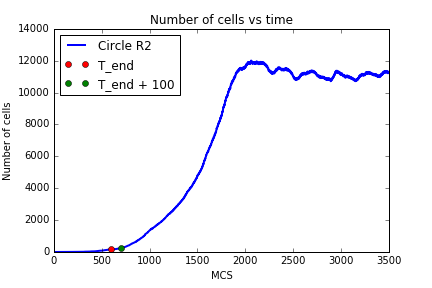 Number of cells vs time
14000
12000
10000
8000
6000
4000
2000
0
Number of cells
Circle R2
T_end
T_end + 100
0
500
1000
1500
2000
2500
3000
3500
MCS